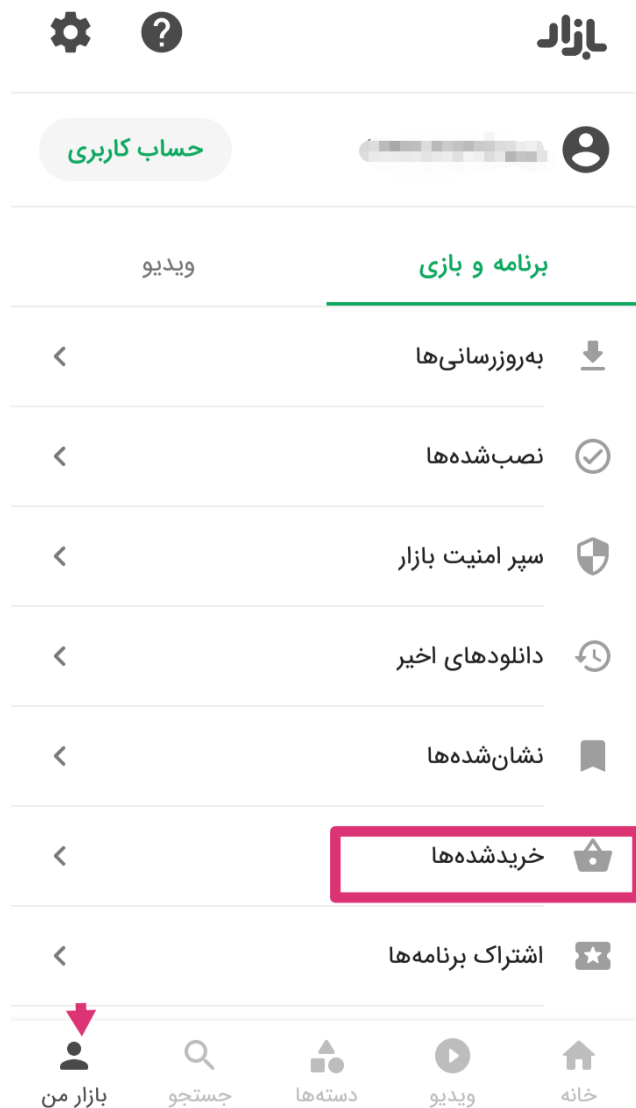 بازار
حساب کاربری
برنامه و بازی
ویدیو
به‌روزرسانی‌ها
نصب‌شده‌ها
سپر امنیت بازار
دانلودهای اخیر
نشان‌شده‌ها
خریدشده‌ها
اشتراک برنامه‌ها
خانه
ویدیو
دسته‌ها
جستجو
بازار من